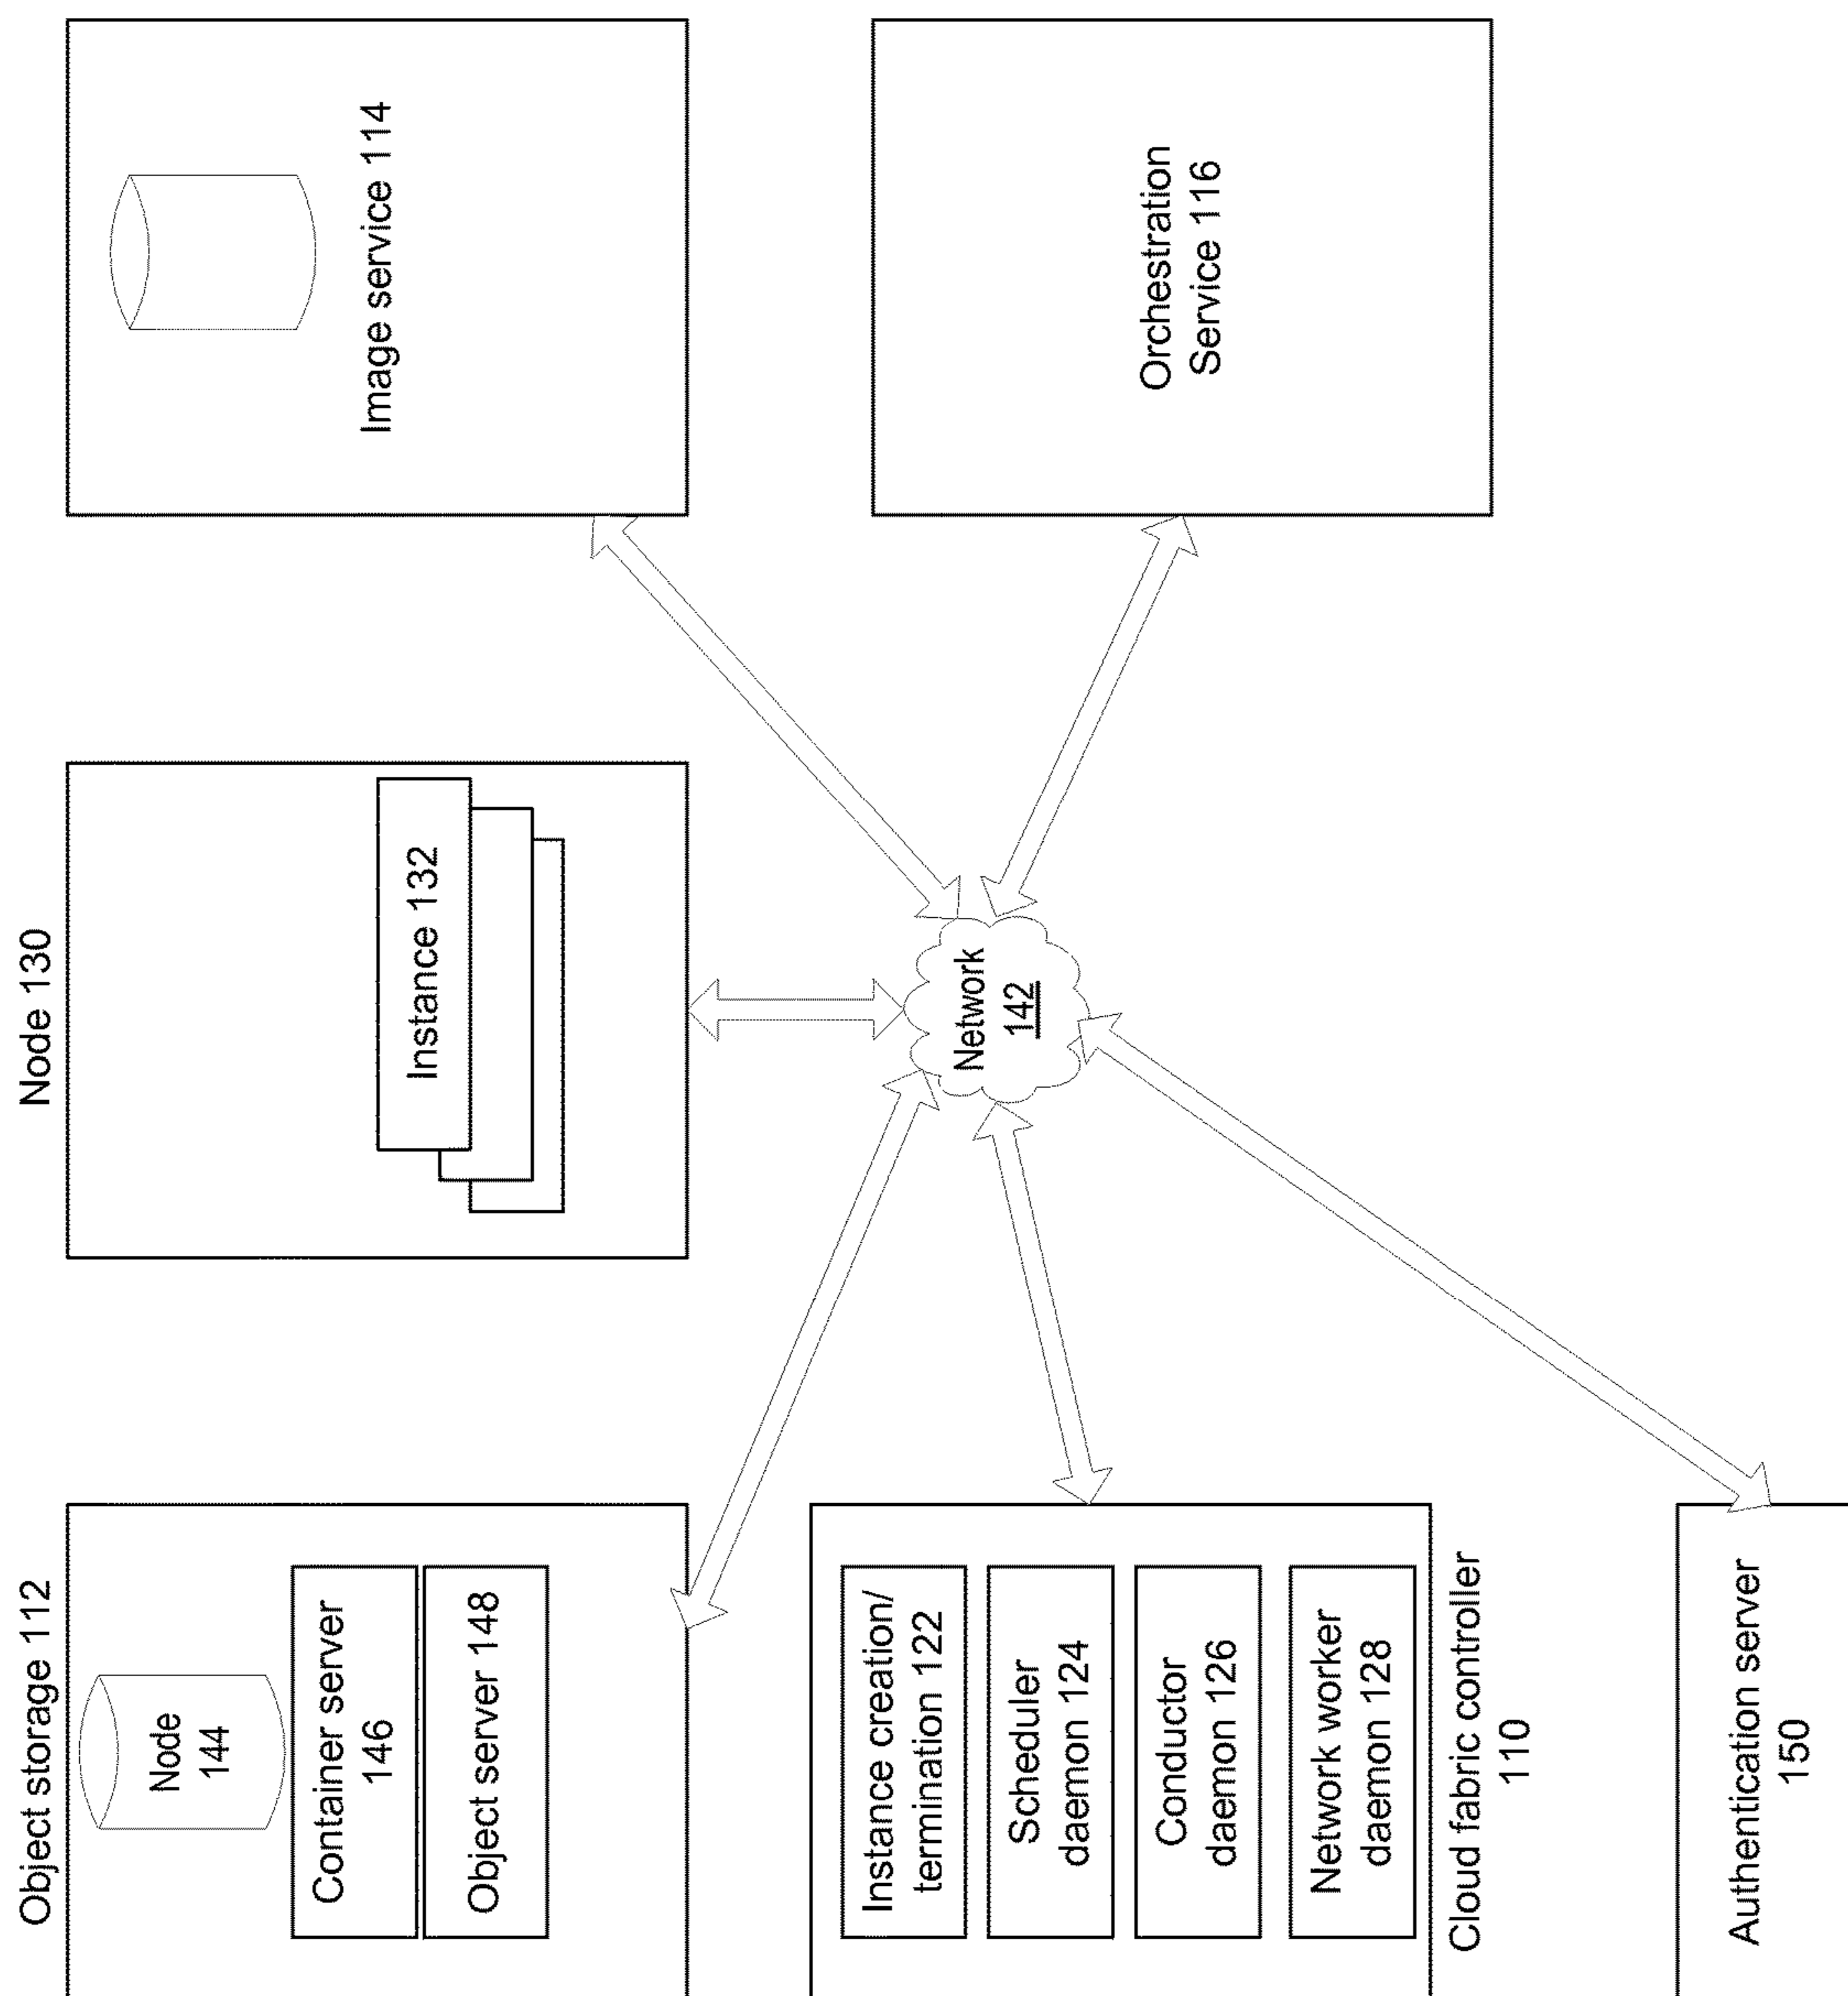 Object storage 112
Node
144
Container server
146
Object server 148
Node 130
Instance 132
Image service 114
Instance creation/
termination 122
Scheduler
daemon 124
Conductor
daemon 126
Network worker
daemon 128
Cloud fabric controller
110
Network
142
Orchestration
Service 116
Authentication server
150